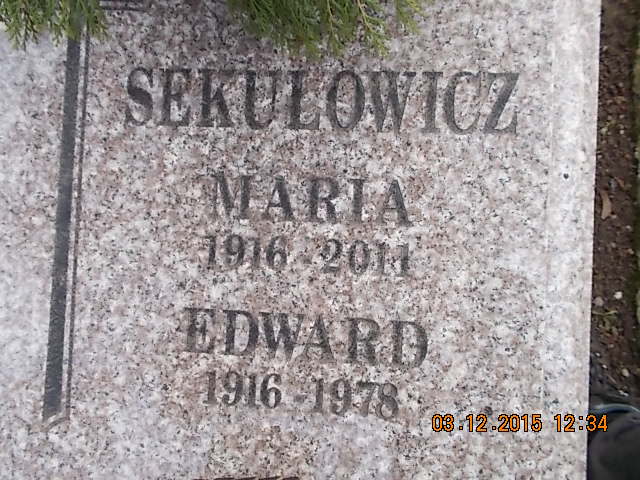 SEKUŁOWICZ
MARIA
1916 - 2011
EDWARD
1916 - 1978
03.12.2015 12:34